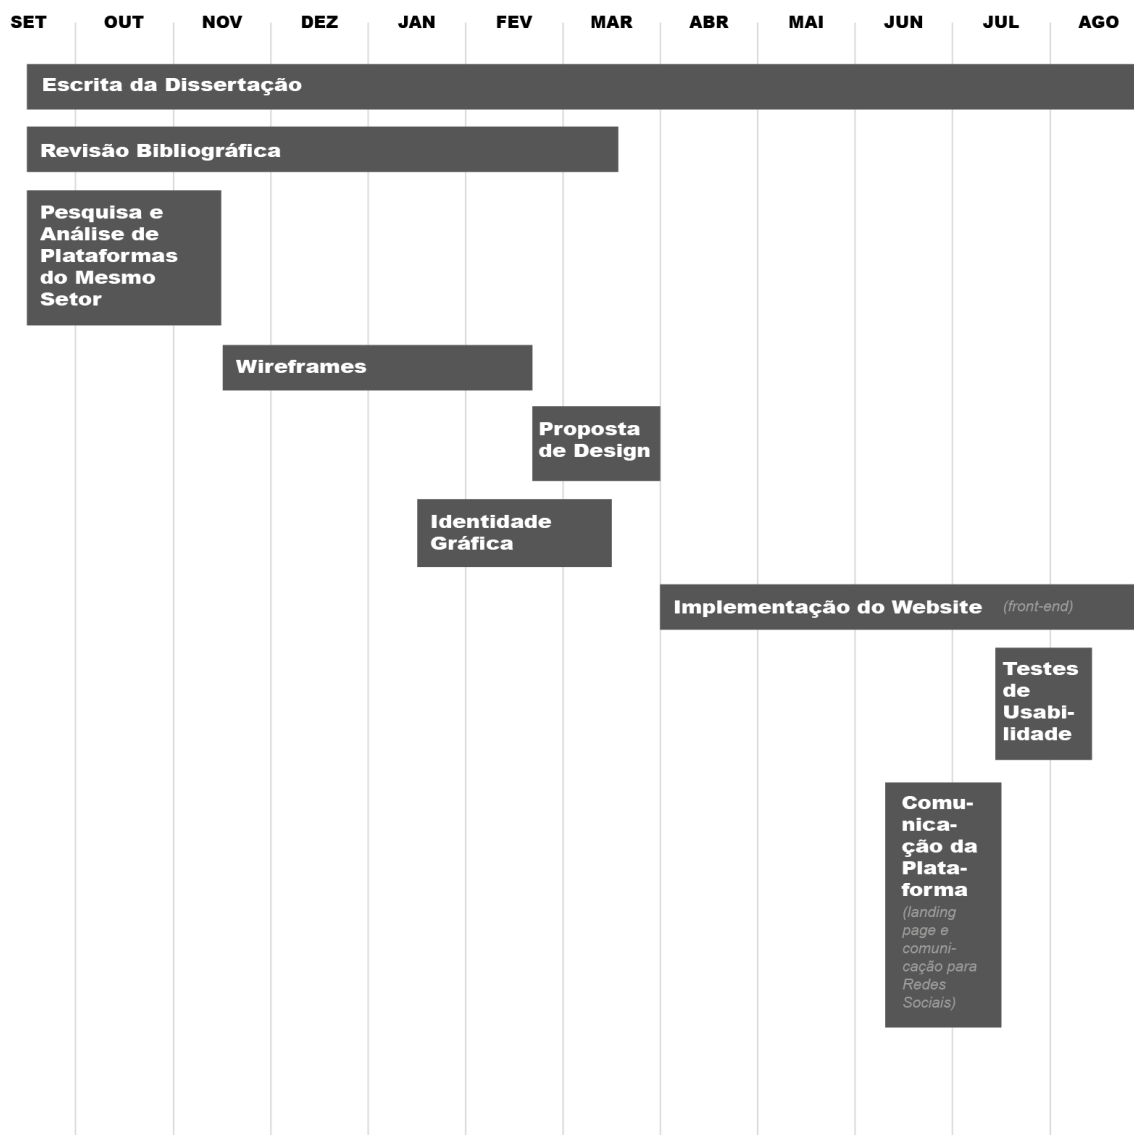 SET OUT NOV DEZ JAN FEV MAR ABR MAI JUN JUL AGO
Escrita da Dissertação
Revisão Bibliográfica
Pesquisa e
Análise de
Plataformas
do Mesmo
Setor
Wireframes
Proposta
de Design
Identidade
Gráfica
Implementação do Website (front-end)
Testes
de
Usabi-
lidade
Comu-
nica-
ção da
Plata-
forma
(landing
page e
comuni-
cação para
Redes
Sociais)